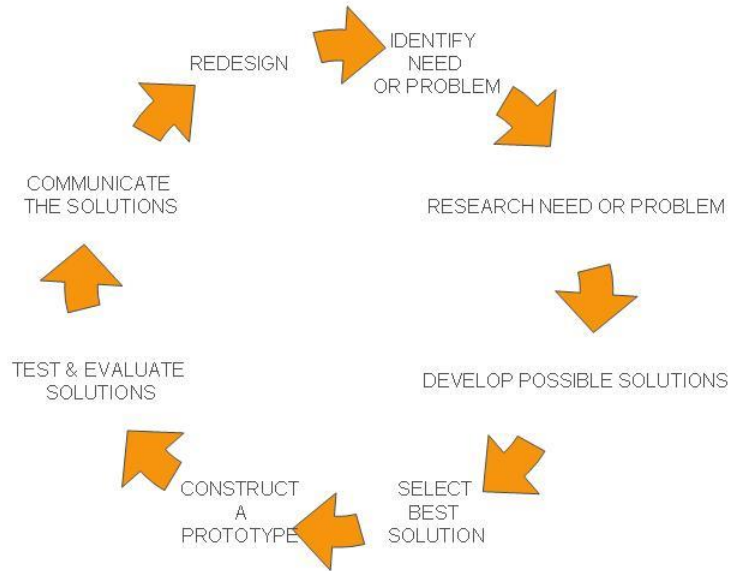 IDENTIFY
NEED
OR PROBLEM
RESEARCH NEED OR PROBLEM
DEVELOP POSSIBLE SOLUTIONS
SELECT
BEST
SOLUTION
CONSTRUCT
A
PROTOTYPE
TEST & EVALUATE
SOLUTIONS
COMMUNICATE
THE SOLUTIONS
REDESIGN